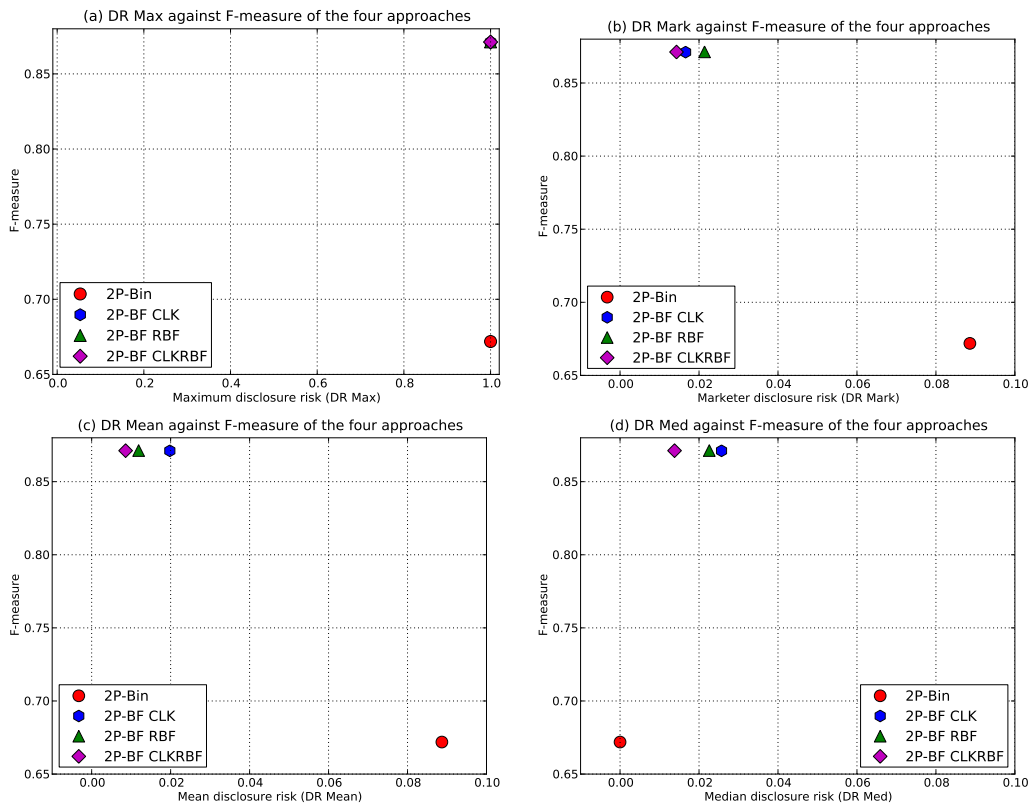 (a) DR Max against F-measure of the four approaches
F-measure
0.85
0.80
0.75
0.70
0.65
2P-Bin
2P-BF CLK
2P-BF RBF
2P-BF CLKRBF
0.0 0.2 0.4 0.6 0.8 1.0
Maximum disclosure risk (DR Max)
(b) DR Mark against F-measure of the four approaches
F-measure
0.85
0.80
0.75
0.70
0.65
2P-Bin
2P-BF CLK
2P-BF RBF
2P-BF CLKRBF
0.00 0.02 0.04 0.06 0.08 0.10
Marketer disclosure risk (DR Mark)
(c) DR Mean against F-measure of the four approaches
F-measure
0.85
0.80
0.75
0.70
0.65
2P-Bin
2P-BF CLK
2P-BF RBF
2P-BF CLKRBF
0.00 0.02 0.04 0.06 0.08 0.10
Mean disclosure risk (DR Mean)
(d) DR Med against F-measure of the four approaches
F-measure
0.85
0.80
0.75
0.70
0.65
2P-Bin
2P-BF CLK
2P-BF RBF
2P-BF CLKRBF
0.00 0.02 0.04 0.06 0.08 0.10
Median disclosure risk (DR Med)